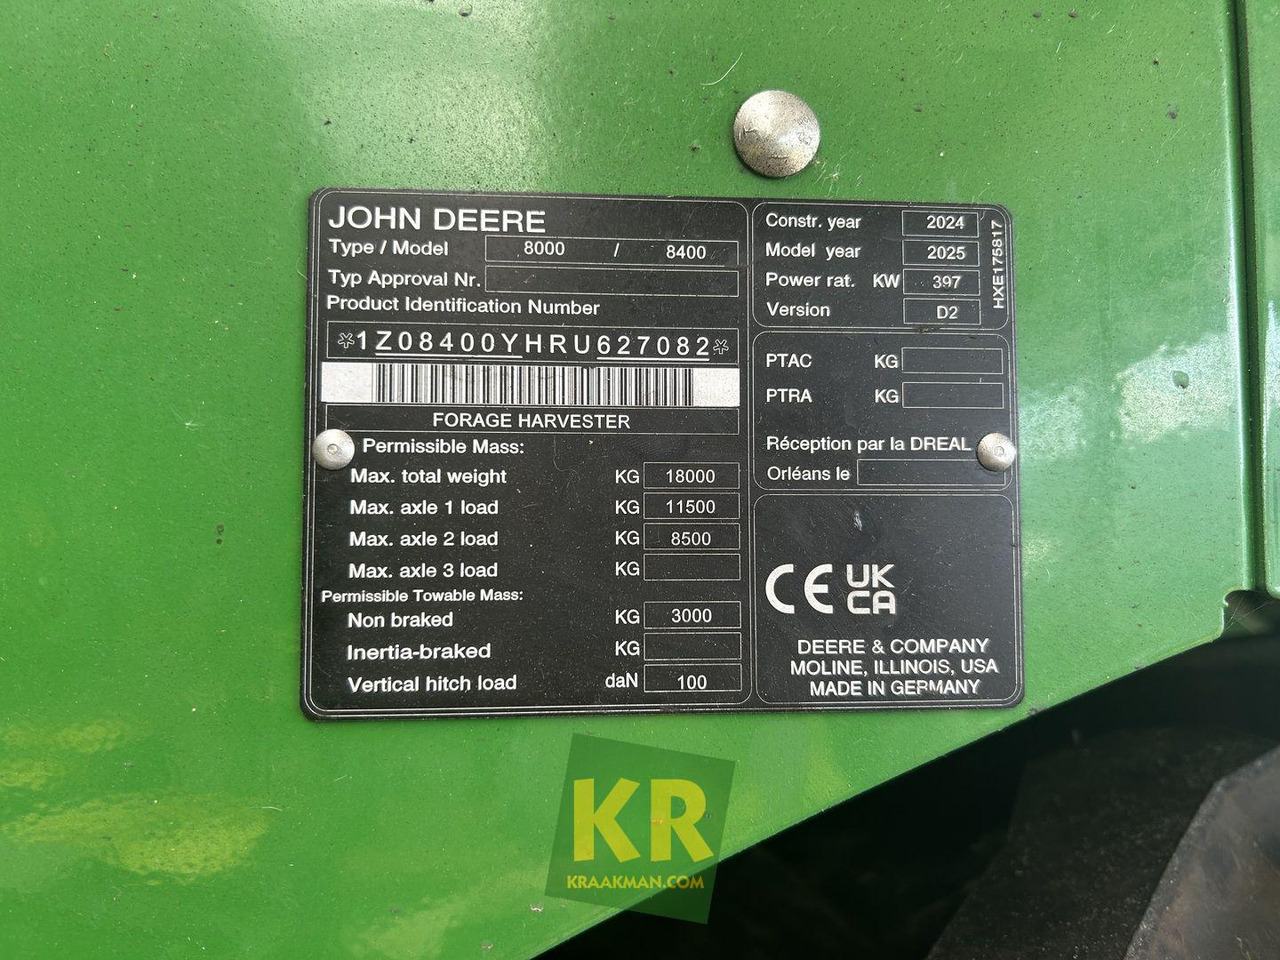 JOHN DEERE
Type / Model 8000 / 8400
Typ Approval Nr.
Product Identification Number
*1Z08400YHRU627082*
FORAGE HARVESTER
Permissible Mass:
Max. total weight KG 18000
Max. axle 1 load KG 11500
Max. axle 2 load KG 8500
Max. axle 3 load KG
Permissible Towable Mass:
Non braked KG 3000
Inertia-braked KG
Vertical hitch load daN 100
Constr. year 2024
Model year 2025
Power rat. KW 397
Version D2
HXE175817
PTAC KG
PTRA KG
Réception par la DREAL
Orléans le
CE UK
CA
DEERE & COMPANY
MOLINE, ILLINOIS, USA
MADE IN GERMANY
KR
KRAAKMAN.COM